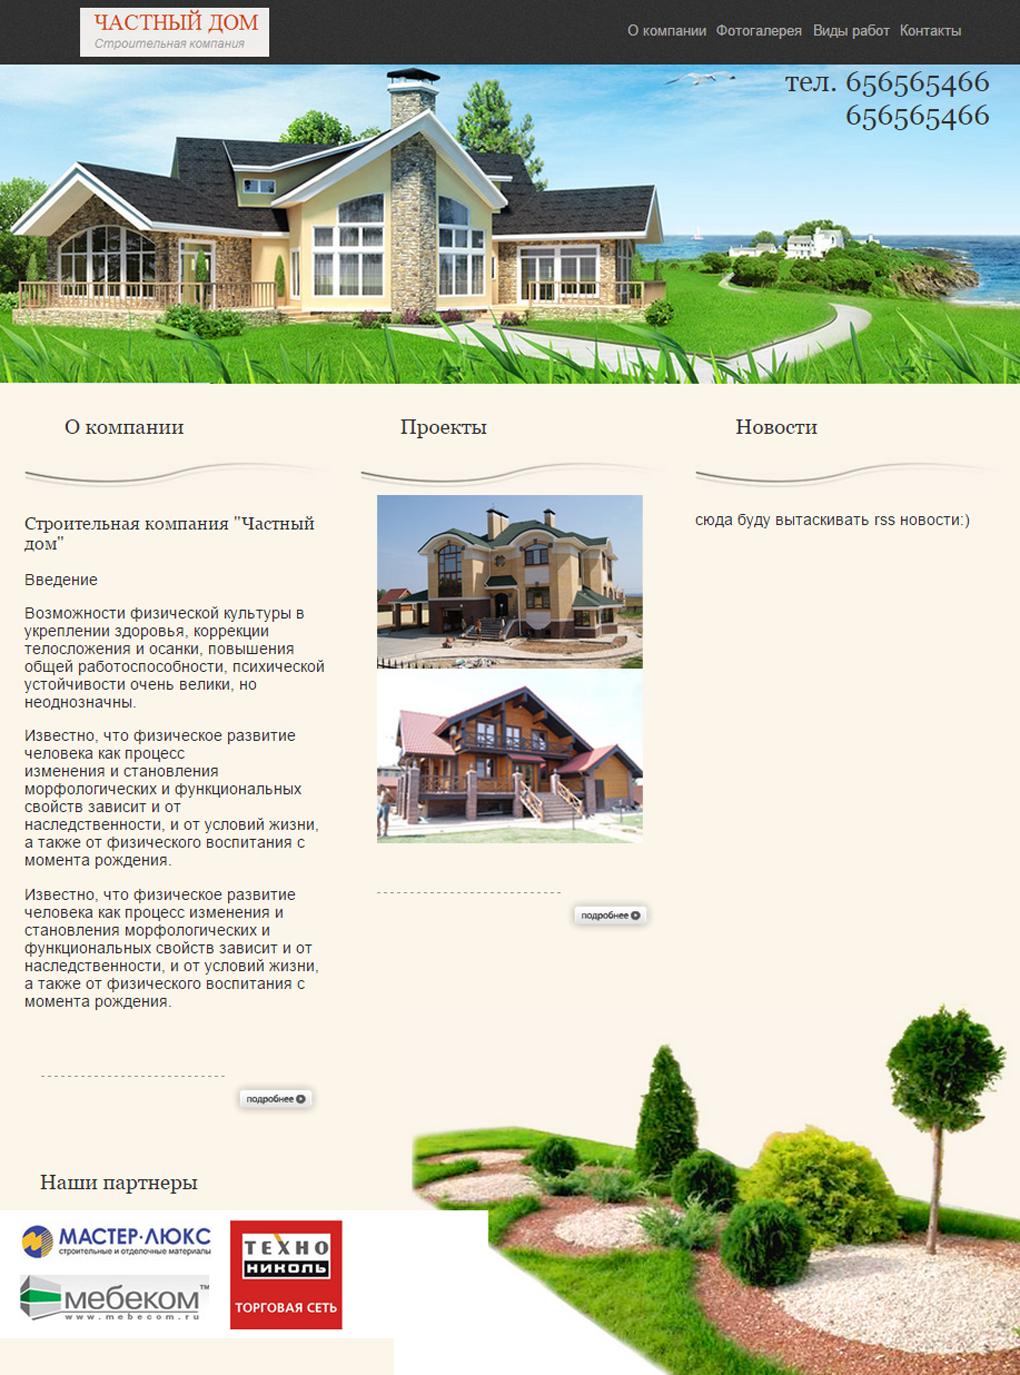 ЧАСТНЫЙ ДОМ
Строительная компания
О компании Фотогалерея Виды работ Контакты
тел. 656565466
656565466
О компании
Строительная компания "Частный
дом"
Введение
Возможности физической культуры в
укреплении здоровья, коррекции
телосложения и осанки, повышения
общей работоспособности, психической
устойчивости очень велики, но
неоднозначны.
Известно, что физическое развитие
человека как процесс
изменения и становления
морфологических и функциональных
свойств зависит и от
наследственности, и от условий жизни,
а также от физического воспитания с
момента рождения.
Известно, что физическое развитие
человека как процесс изменения и
становления морфологических и
функциональных свойств зависит и от
наследственности, и от условий жизни,
а также от физического воспитания с
момента рождения.
подробнее
Проекты
подробнее
Новости
сюда буду вытаскивать rss новости:)
Наши партнеры
МАСТЕР·ЛЮКС
строительные и отделочные материалы
мебеком™
www.mebecom.ru
ТЕХНО
НИКОЛЬ
ТОРГОВАЯ СЕТЬ